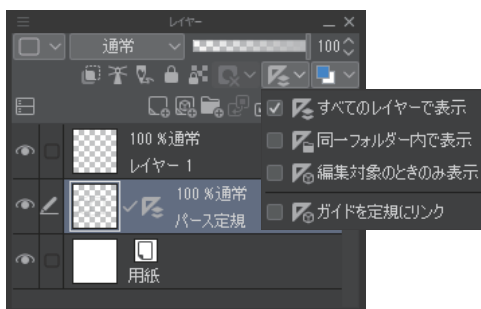 レイヤー
通常
100
すべてのレイヤーで表示
同一フォルダー内で表示
編集対象のときのみ表示
ガイドを定規にリンク
100 %通常
レイヤー 1
100 %通常
パース定規
用紙